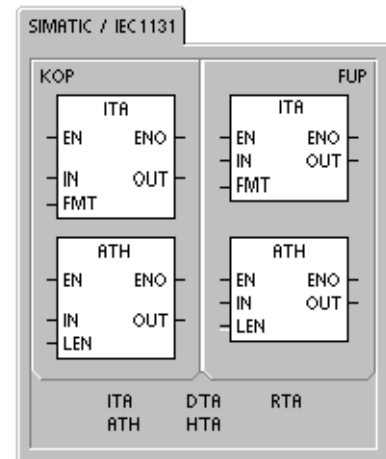 SIMATIC / IEC1131
KOP FUP
ITA ITA
EN ENO EN ENO
IN OUT IN OUT
FMT FMT
ATH ATH
EN ENO EN ENO
IN OUT IN OUT
LEN LEN
ITA DTA RTA
ATH HTA